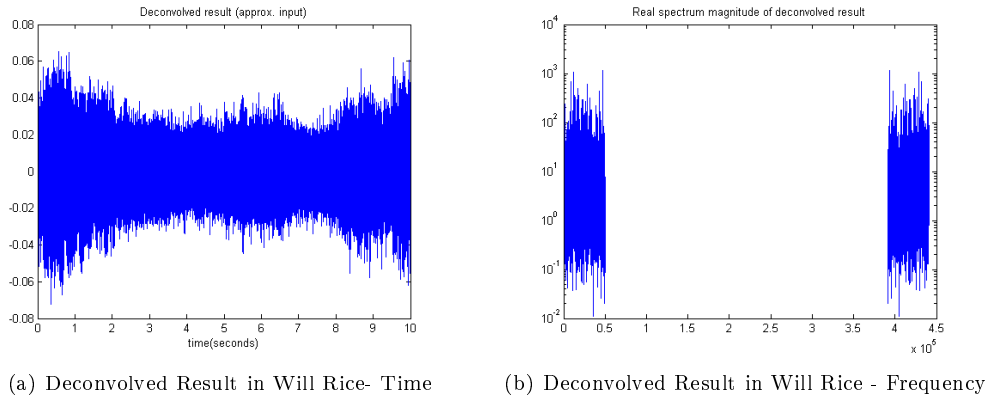 Deconvolved result (approx. input)
0.08
0.06
0.04
0.02
0
-0.02
-0.04
-0.06
-0.08
0 1 2 3 4 5 6 7 8 9 10
time(seconds)
Real spectrum magnitude of deconvolved result
10^4
10^3
10^2
10^1
10^0
10^-1
10^-2
0 0.5 1 1.5 2 2.5 3 3.5 4 4.5
x 10^5
(a) Deconvolved Result in Will Rice- Time
(b) Deconvolved Result in Will Rice - Frequency